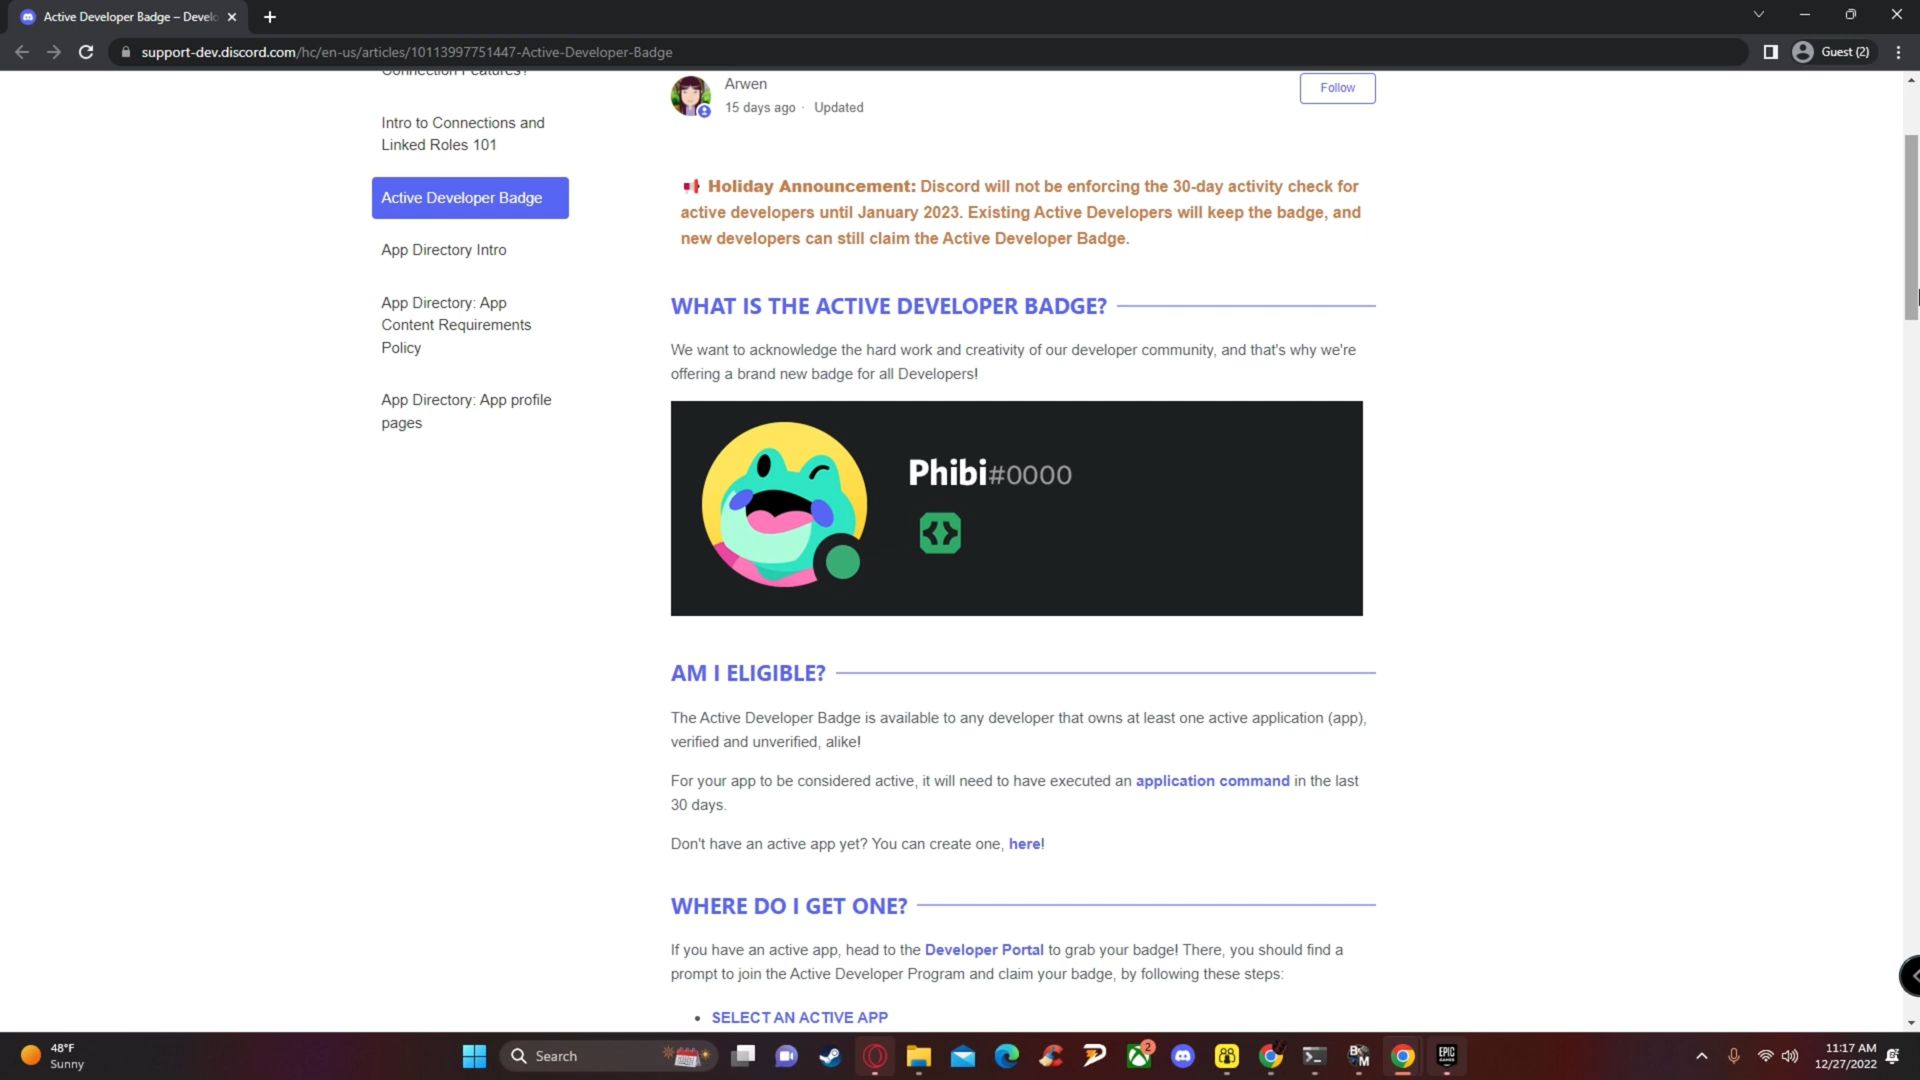 Active Developer Badge – Develo
support-dev.discord.com/hc/en-us/articles/10113997751447-Active-Developer-Badge
Guest (2)
Connection Features?
Intro to Connections and
Linked Roles 101
Active Developer Badge
App Directory Intro
App Directory: App
Content Requirements
Policy
App Directory: App profile
pages
Arwen
15 days ago · Updated
Follow
Holiday Announcement: Discord will not be enforcing the 30-day activity check for
active developers until January 2023. Existing Active Developers will keep the badge, and
new developers can still claim the Active Developer Badge.
WHAT IS THE ACTIVE DEVELOPER BADGE?
We want to acknowledge the hard work and creativity of our developer community, and that's why we're
offering a brand new badge for all Developers!
Phibi#0000
AM I ELIGIBLE?
The Active Developer Badge is available to any developer that owns at least one active application (app),
verified and unverified, alike!
For your app to be considered active, it will need to have executed an application command in the last
30 days.
Don't have an active app yet? You can create one, here!
WHERE DO I GET ONE?
If you have an active app, head to the Developer Portal to grab your badge! There, you should find a
prompt to join the Active Developer Program and claim your badge, by following these steps:
• SELECT AN ACTIVE APP
48°F
Sunny
Search
2
EPIC
GAMES
11:17 AM
12/27/2022